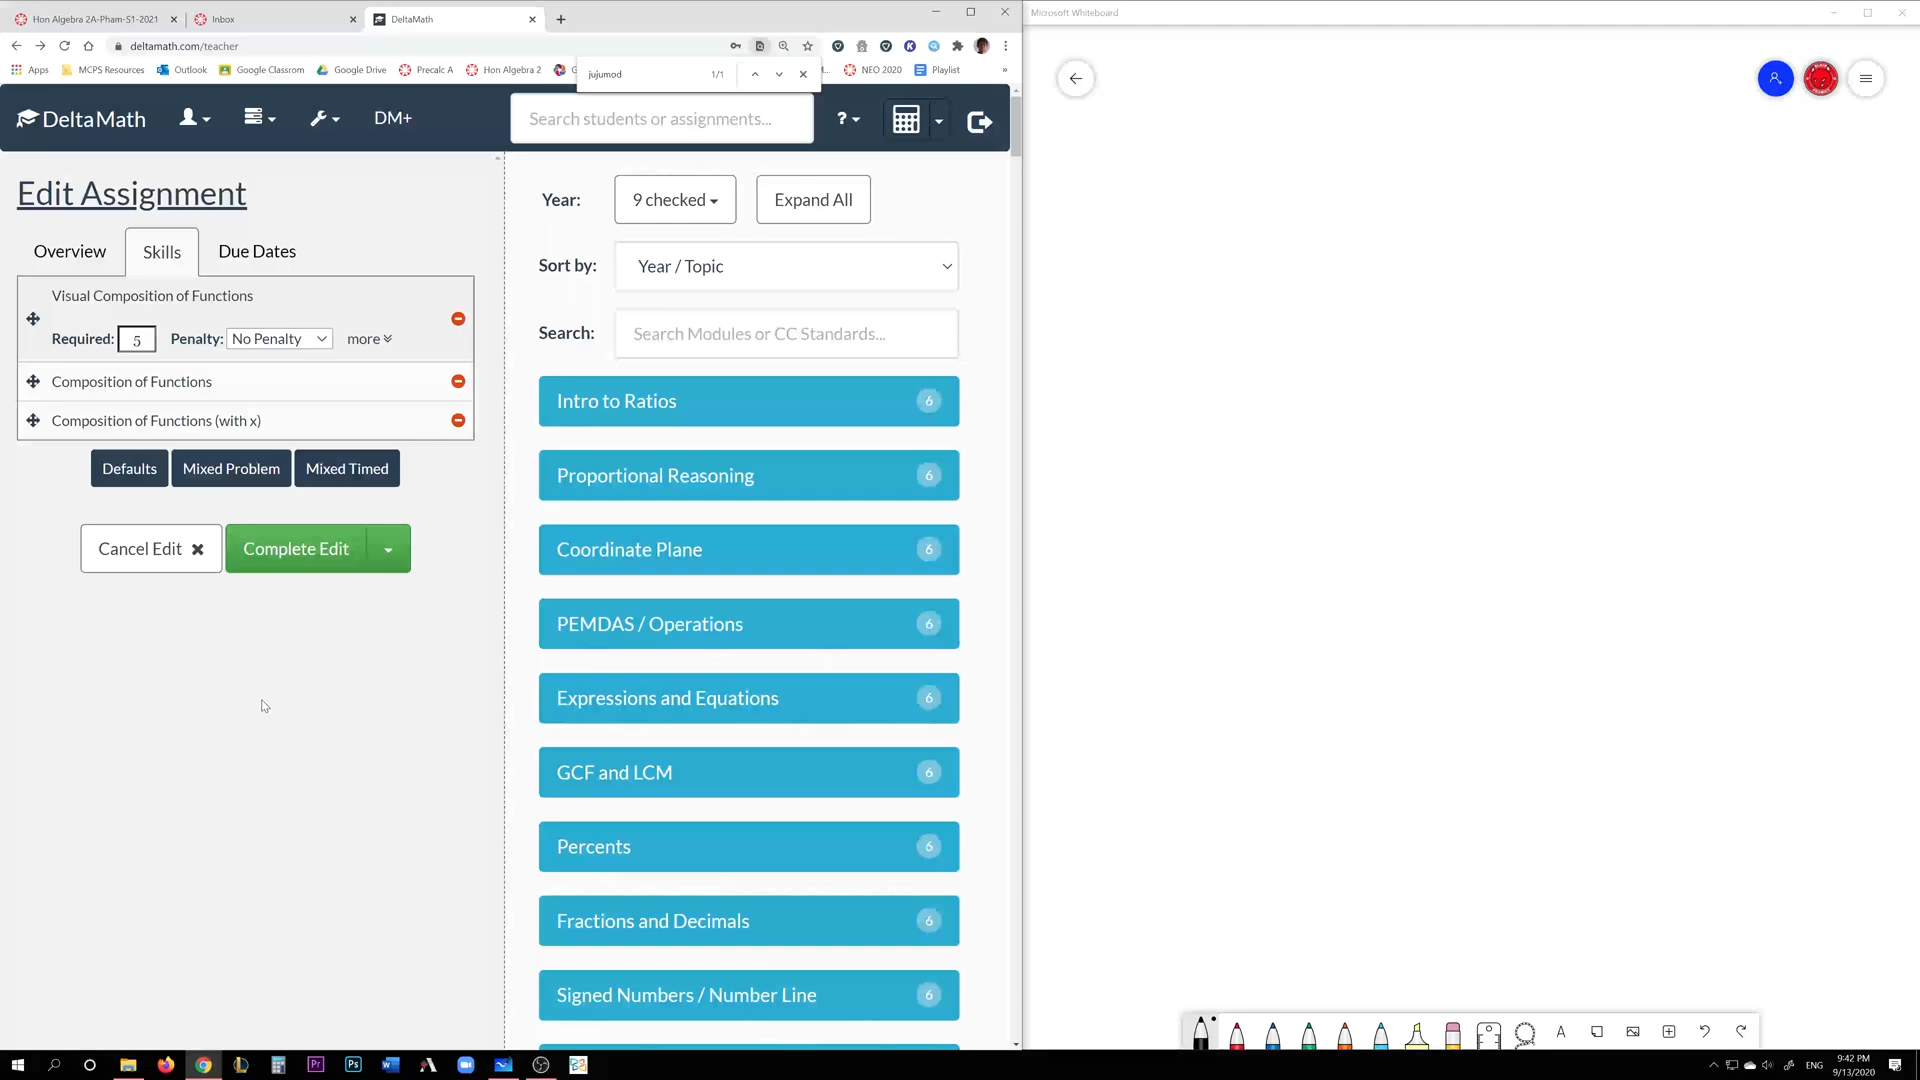 Hon Algebra 2A-Pham-S1-2021
Inbox
DeltaMath
Microsoft Whiteboard
deltamath.com/teacher
Apps
MCPS Resources
Outlook
Google Classrom
Google Drive
Precalc A
Hon Algebra 2
G
jujumod
1/1
M...
NEO 2020
Playlist
»
DeltaMath
DM+
Search students or assignments...
?
Edit Assignment
Overview
Skills
Due Dates
Visual Composition of Functions
Required: 5 Penalty: No Penalty more
Composition of Functions
Composition of Functions (with x)
Defaults
Mixed Problem
Mixed Timed
Cancel Edit
Complete Edit
Year: 9 checked
Expand All
Sort by: Year / Topic
Search: Search Modules or CC Standards...
Intro to Ratios 6
Proportional Reasoning 6
Coordinate Plane 6
PEMDAS / Operations 6
Expressions and Equations 6
GCF and LCM 6
Percents 6
Fractions and Decimals 6
Signed Numbers / Number Line 6
A
Pr
Ps
ENG
9:42 PM
9/13/2020